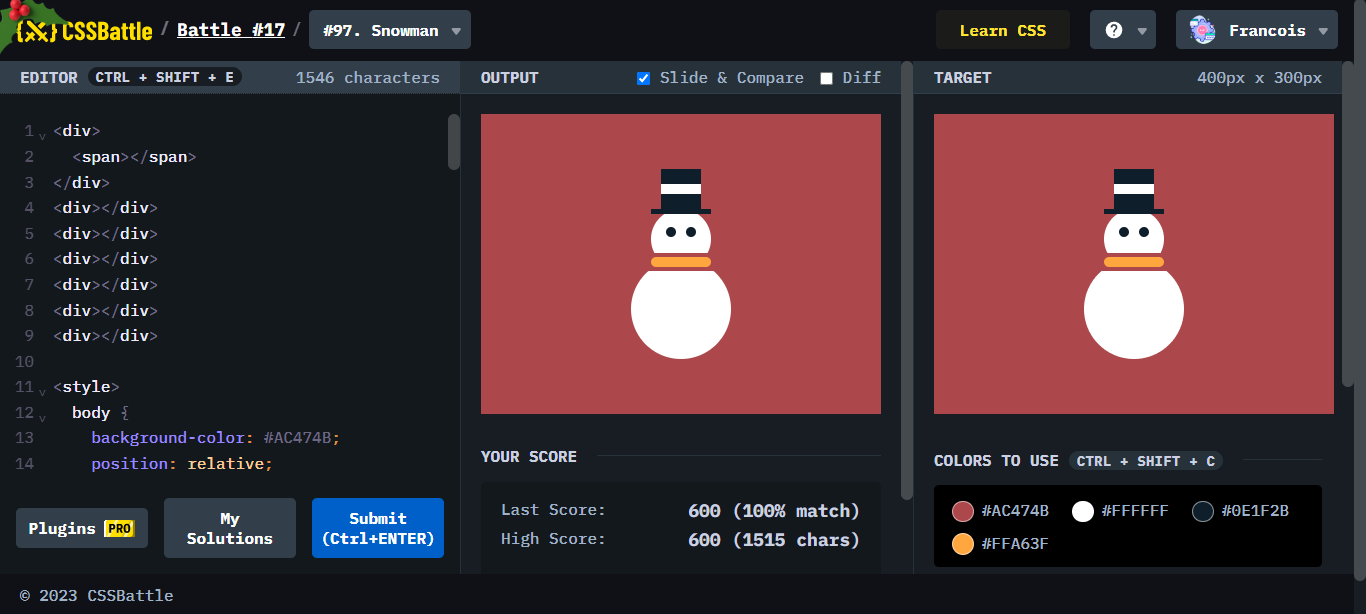 CSSBattle / Battle #17 / #97. Snowman Learn CSS ? Francois
EDITOR CTRL + SHIFT + E 1546 characters
OUTPUT Slide & Compare Diff
TARGET 400px x 300px
1 <div>
2 <span></span>
3 </div>
4 <div></div>
5 <div></div>
6 <div></div>
7 <div></div>
8 <div></div>
9 <div></div>
10
11 <style>
12 body {
13 background-color: #AC474B;
14 position: relative;
Plugins PRO
My
Solutions
Submit
(Ctrl+ENTER)
YOUR SCORE
Last Score: 600 (100% match)
High Score: 600 (1515 chars)
COLORS TO USE CTRL + SHIFT + C
#AC474B #FFFFFF #0E1F2B
#FFA63F
© 2023 CSSBattle